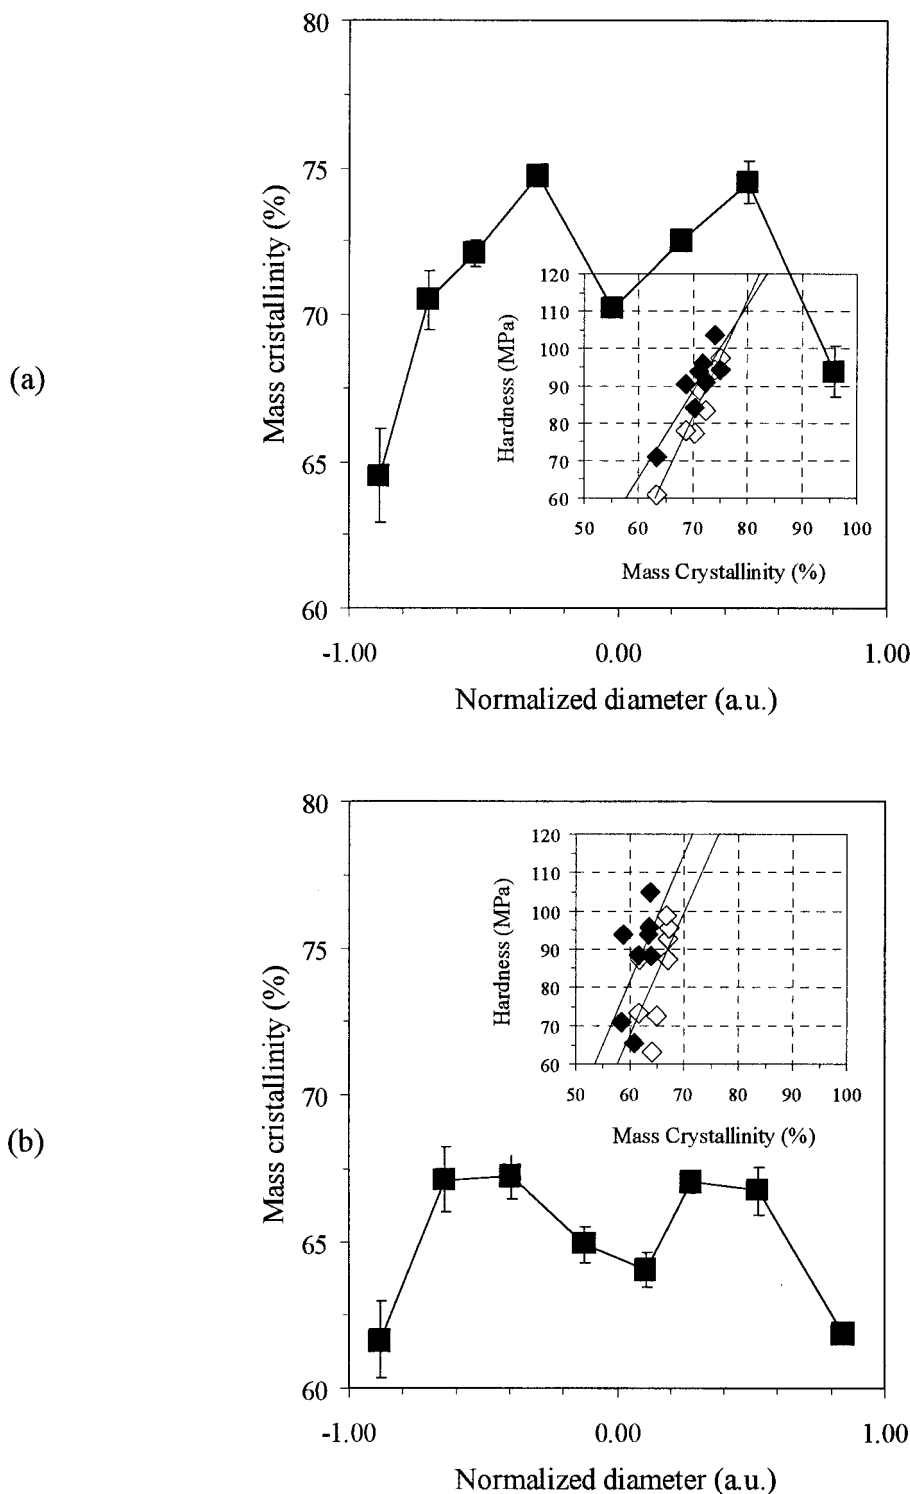 (a)
80
75
70
65
60
Mass cristallinity (%)
-1.00 0.00 1.00
Normalized diameter (a.u.)
120
110
100
90
80
70
60
Hardness (MPa)
50 60 70 80 90 100
Mass Crystallinity (%)
(b)
80
75
70
65
60
Mass cristallinity (%)
-1.00 0.00 1.00
Normalized diameter (a.u.)
120
110
100
90
80
70
60
Hardness (MPa)
50 60 70 80 90 100
Mass Crystallinity (%)